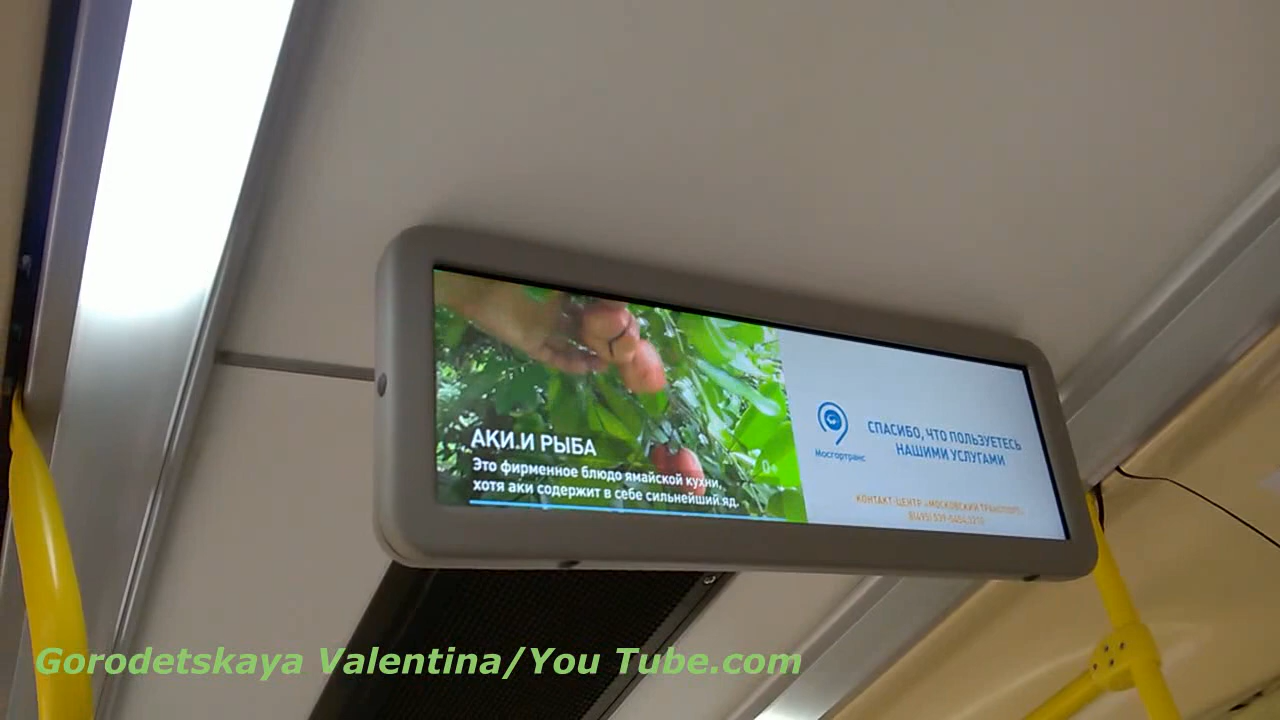 АКИ.И РЫБА
Это фирменное блюдо ямайской кухни,
хотя аки содержит в себе сильнейший яд.
0+
Мосгортранс
СПАСИБО, ЧТО ПОЛЬЗУЕТЕСЬ
НАШИМИ УСЛУГАМИ
КОНТАКТ-ЦЕНТР «МОСКОВСКИЙ ТРАНСПОРТ»
Gorodetskaya Valentina/You Tube.com